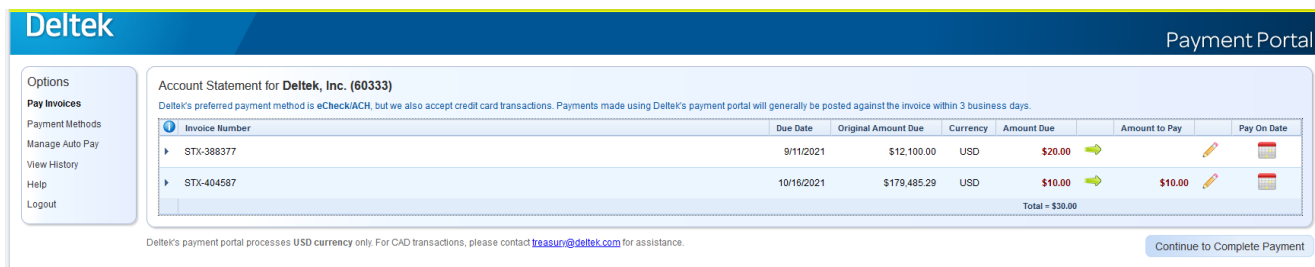 Deltek
Payment Portal
Options
Pay Invoices
Payment Methods
Manage Auto Pay
View History
Help
Logout
Account Statement for Deltek, Inc. (60333)
Deltek's preferred payment method is eCheck/ACH, but we also accept credit card transactions. Payments made using Deltek's payment portal will generally be posted against the invoice within 3 business days.
Invoice Number Due Date Original Amount Due Currency Amount Due Amount to Pay Pay On Date
STX-388377 9/11/2021 $12,100.00 USD $20.00
STX-404587 10/16/2021 $179,485.29 USD $10.00 $10.00
Total = $30.00
Deltek's payment portal processes USD currency only. For CAD transactions, please contact treasury@deltek.com for assistance.
Continue to Complete Payment